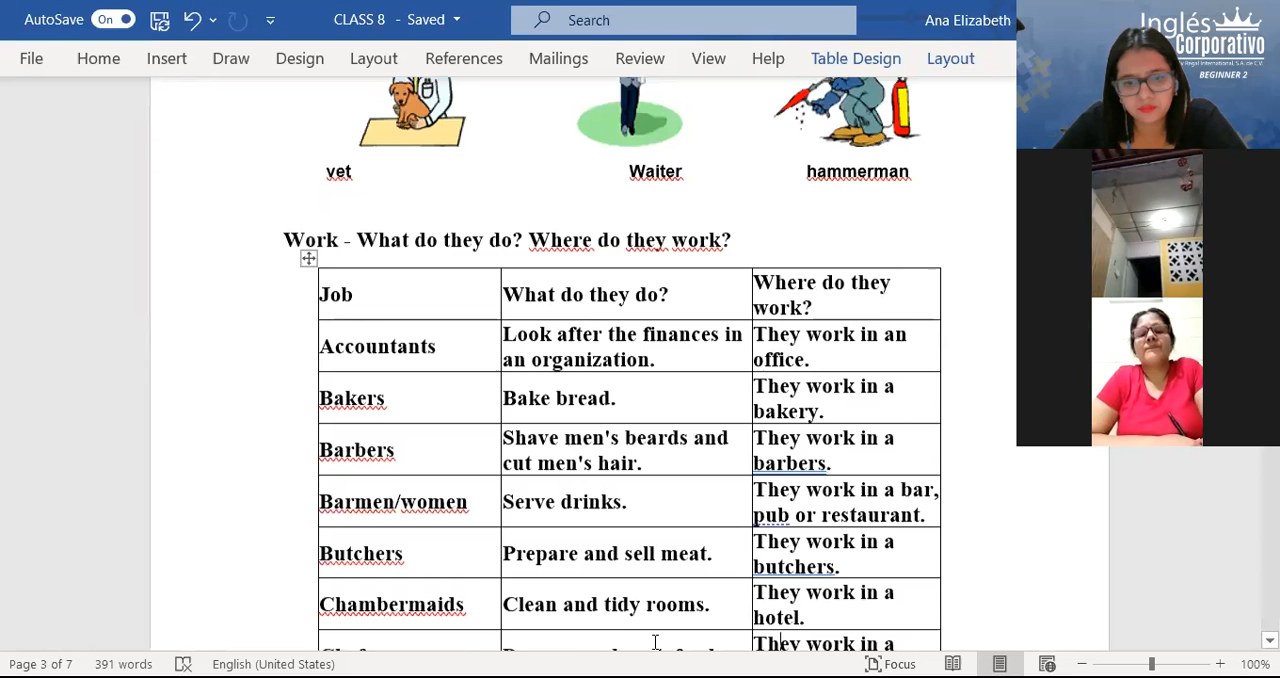 AutoSave On CLASS 8 - Saved Search Ana Elizabeth
File Home Insert Draw Design Layout References Mailings Review View Help Table Design Layout
Inglés
Corporativo
Regal International, S.A. de C.V.
BEGINNER 2
vet Waiter hammerman
Work - What do they do? Where do they work?
Job What do they do? Where do they
work?
Accountants Look after the finances in
an organization. They work in an
office.
Bakers Bake bread. They work in a
bakery.
Barbers Shave men's beards and
cut men's hair. They work in a
barbers.
Barmen/women Serve drinks. They work in a bar,
pub or restaurant.
Butchers Prepare and sell meat. They work in a
butchers.
Chambermaids Clean and tidy rooms. They work in a
hotel.
They work in a
Page 3 of 7 391 words English (United States) Focus 100%